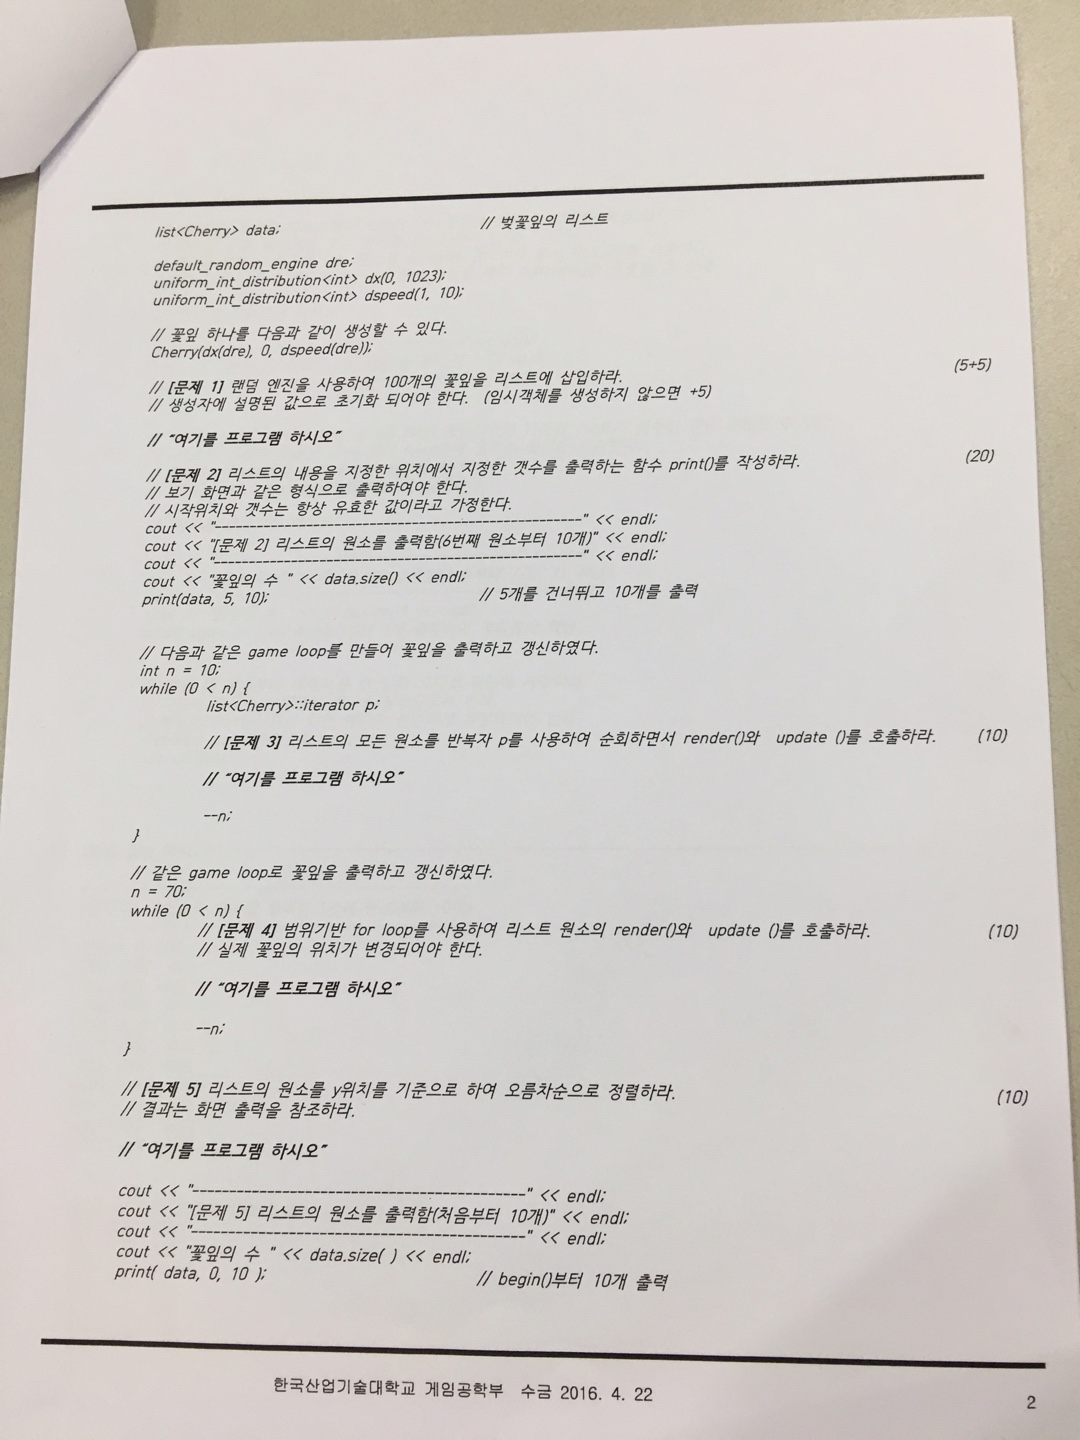 list<Cherry> data; // 벚꽃잎의 리스트
default_random_engine dre;
uniform_int_distribution<int> dx(0, 1023);
uniform_int_distribution<int> dspeed(1, 10);
// 꽃잎 하나를 다음과 같이 생성할 수 있다.
Cherry(dx(dre), 0, dspeed(dre));
// [문제 1] 랜덤 엔진을 사용하여 100개의 꽃잎을 리스트에 삽입하라. (5+5)
// 생성자에 설명된 값으로 초기화 되어야 한다. (임시객체를 생성하지 않으면 +5)
// "여기를 프로그램 하시오"
// [문제 2] 리스트의 내용을 지정한 위치에서 지정한 갯수를 출력하는 함수 print()를 작성하라. (20)
// 보기 화면과 같은 형식으로 출력하여야 한다.
// 시작위치와 갯수는 항상 유효한 값이라고 가정한다.
cout << "----------------------------------------------------" << endl;
cout << "[문제 2] 리스트의 원소를 출력함(6번째 원소부터 10개)" << endl;
cout << "----------------------------------------------------" << endl;
cout << "꽃잎의 수 " << data.size() << endl;
print(data, 5, 10); // 5개를 건너뛰고 10개를 출력
// 다음과 같은 game loop를 만들어 꽃잎을 출력하고 갱신하였다.
int n = 10;
while (0 < n) {
list<Cherry>::iterator p;
// [문제 3] 리스트의 모든 원소를 반복자 p를 사용하여 순회하면서 render()와 update ()를 호출하라. (10)
// "여기를 프로그램 하시오"
--n;
}
// 같은 game loop로 꽃잎을 출력하고 갱신하였다.
n = 70;
while (0 < n) {
// [문제 4] 범위기반 for loop를 사용하여 리스트 원소의 render()와 update ()를 호출하라. (10)
// 실제 꽃잎의 위치가 변경되어야 한다.
// "여기를 프로그램 하시오"
--n;
}
// [문제 5] 리스트의 원소를 y위치를 기준으로 하여 오름차순으로 정렬하라. (10)
// 결과는 화면 출력을 참조하라.
// "여기를 프로그램 하시오"
cout << "----------------------------------------------" << endl;
cout << "[문제 5] 리스트의 원소를 출력함(처음부터 10개)" << endl;
cout << "----------------------------------------------" << endl;
cout << "꽃잎의 수 " << data.size( ) << endl;
print( data, 0, 10 ); // begin()부터 10개 출력
한국산업기술대학교 게임공학부 수금 2016. 4. 22
2